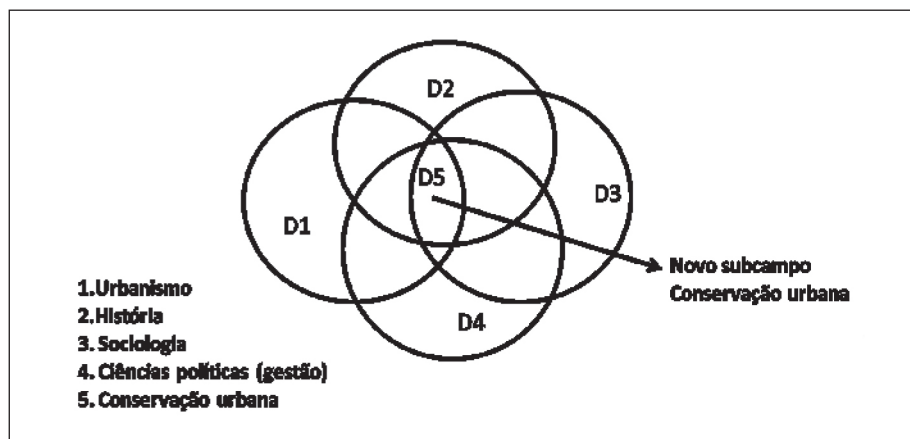 D2
D5
D3
D1
Novo subcampo
Conservação urbana
D4
1.Urbanismo
2.História
3. Sociologia
4. Ciências políticas (gestão)
5. Conservação urbana